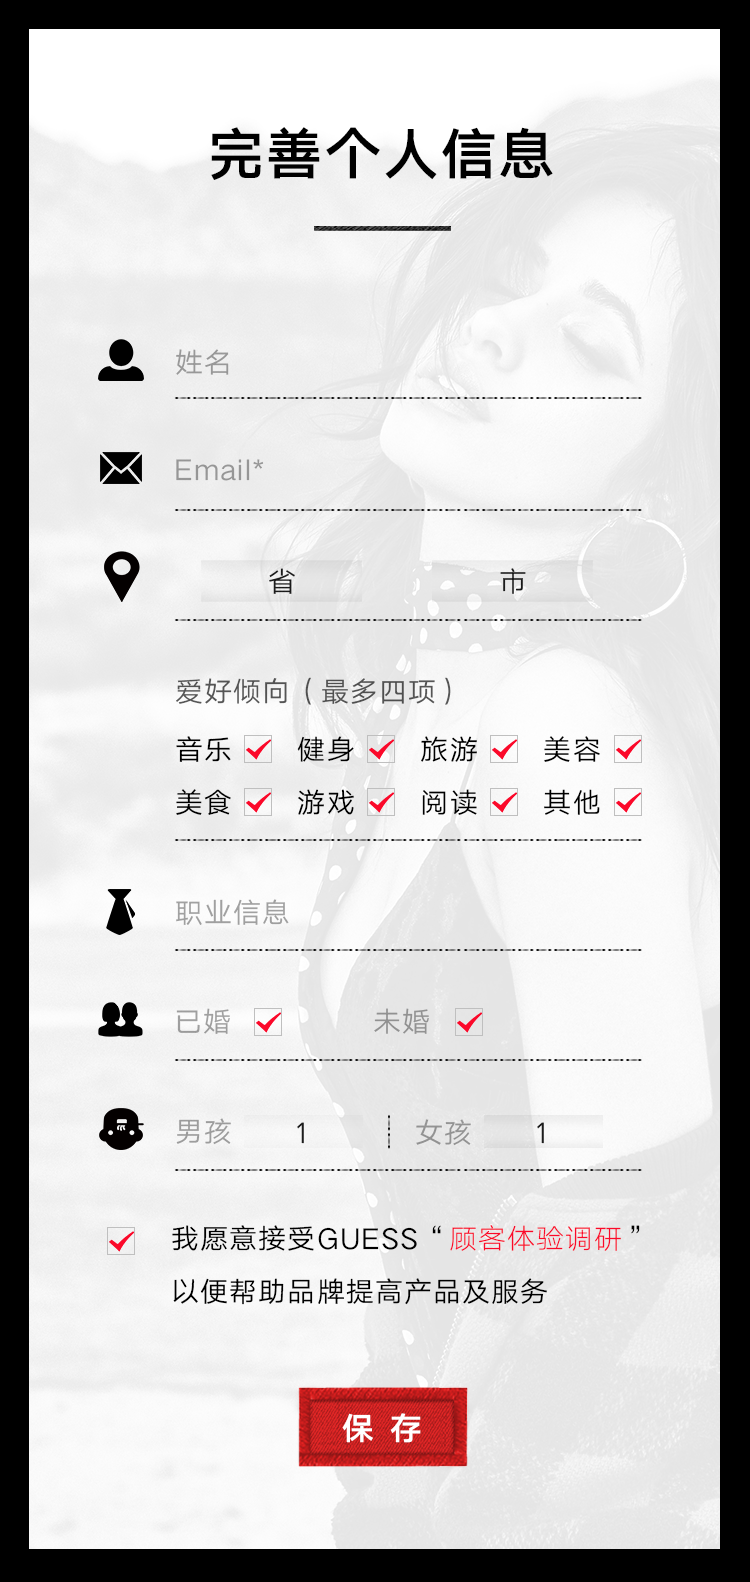 完善个人信息
姓名
Email*
省 市
爱好倾向（最多四项）
音乐 健身 旅游 美容
美食 游戏 阅读 其他
职业信息
已婚 未婚
男孩 1 女孩 1
我愿意接受GUESS“顾客体验调研”
以便帮助品牌提高产品及服务
保存